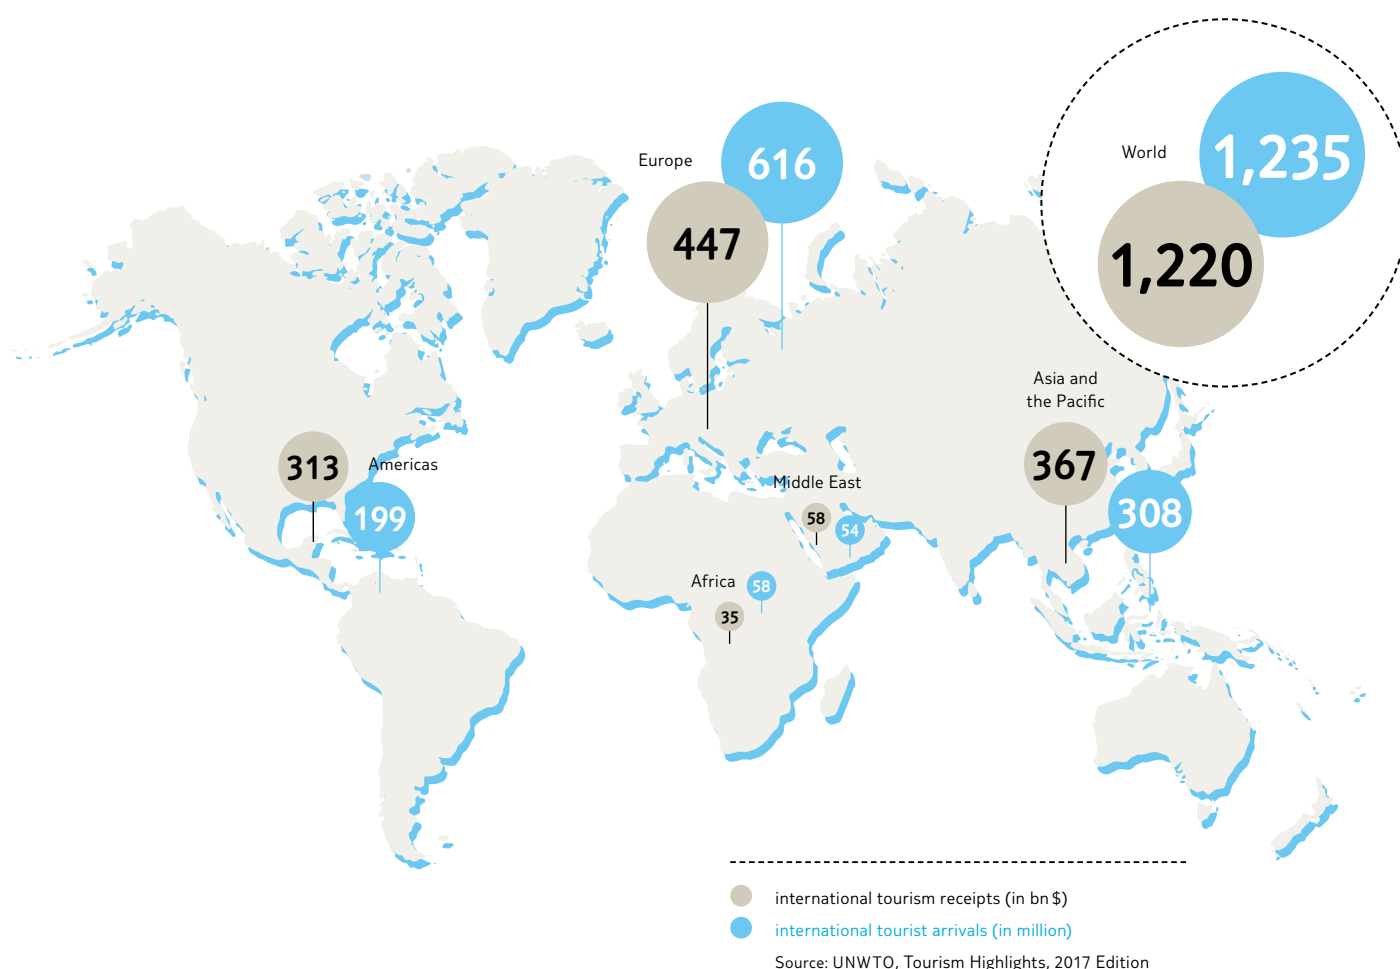 World
1,235
1,220
Europe
616
447
Asia and
the Pacific
367
308
313
Americas
199
Middle East
58
54
Africa
58
35
international tourism receipts (in bn $)
international tourist arrivals (in million)
Source: UNWTO, Tourism Highlights, 2017 Edition